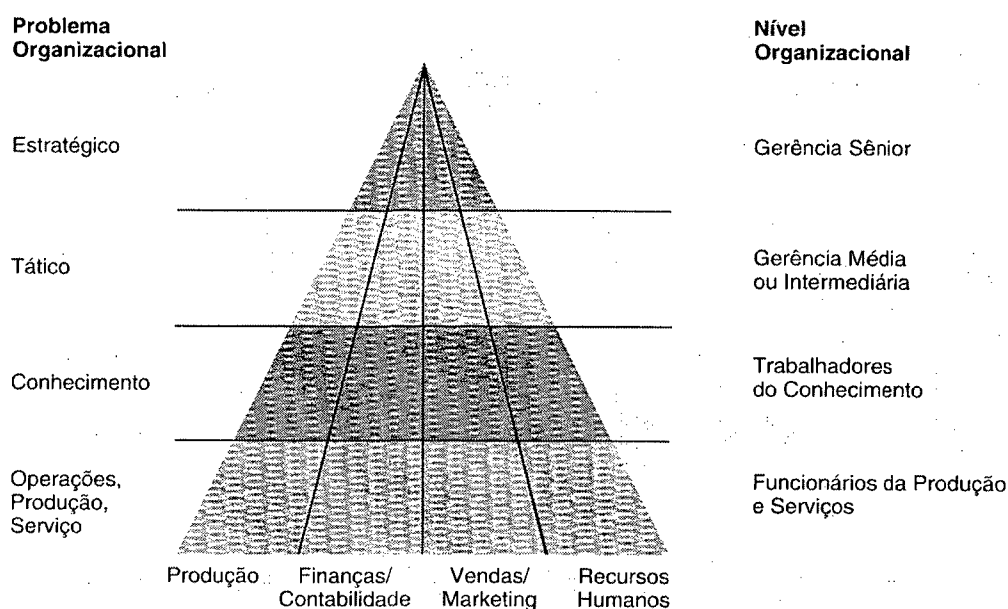 Problema
Organizacional
Nível
Organizacional
Estratégico
Gerência Sênior
Tático
Gerência Média
ou Intermediária
Conhecimento
Trabalhadores
do Conhecimento
Operações,
Produção,
Serviço
Funcionários da Produção
e Serviços
Produção
Finanças/
Contabilidade
Vendas/
Marketing
Recursos
Humanos